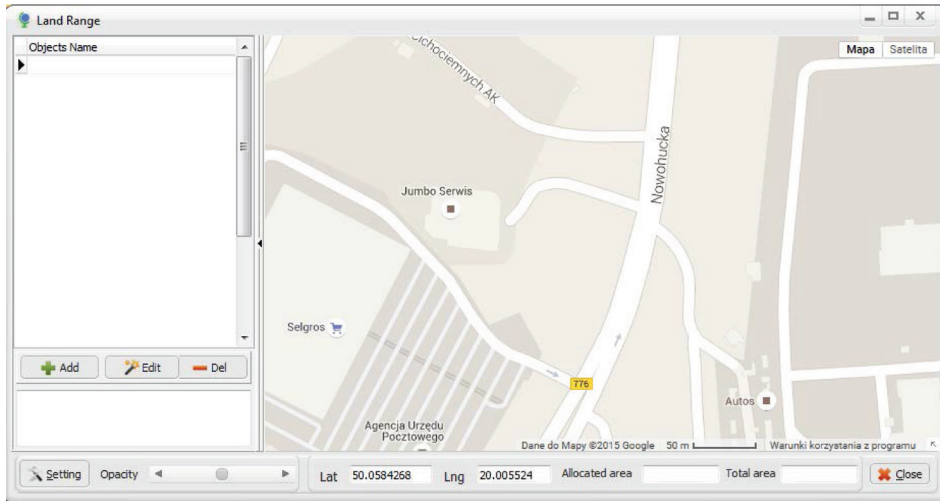 Land Range
Objects Name
Cichociemnych AK
Mapa
Satelita
Nowohucka
Jumbo Serwis
Selgros
776
Autos
Agencja Urzędu
Pocztowego
Add
Edit
Del
Dane do Mapy ©2015 Google
50 m
Warunki korzystania z programu
Setting
Opacity
Lat
50.0584268
Lng
20.005524
Allocated area
Total area
Close